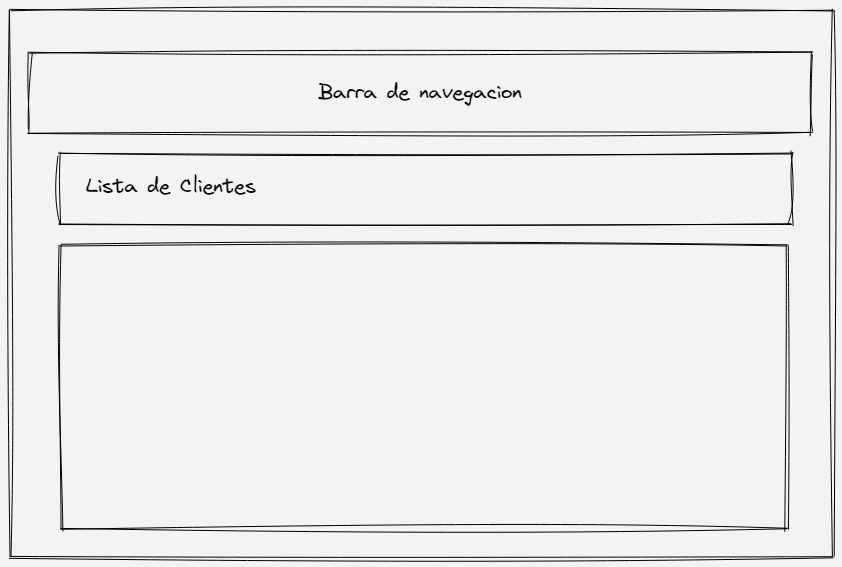 Barra de navegacion
Lista de Clientes